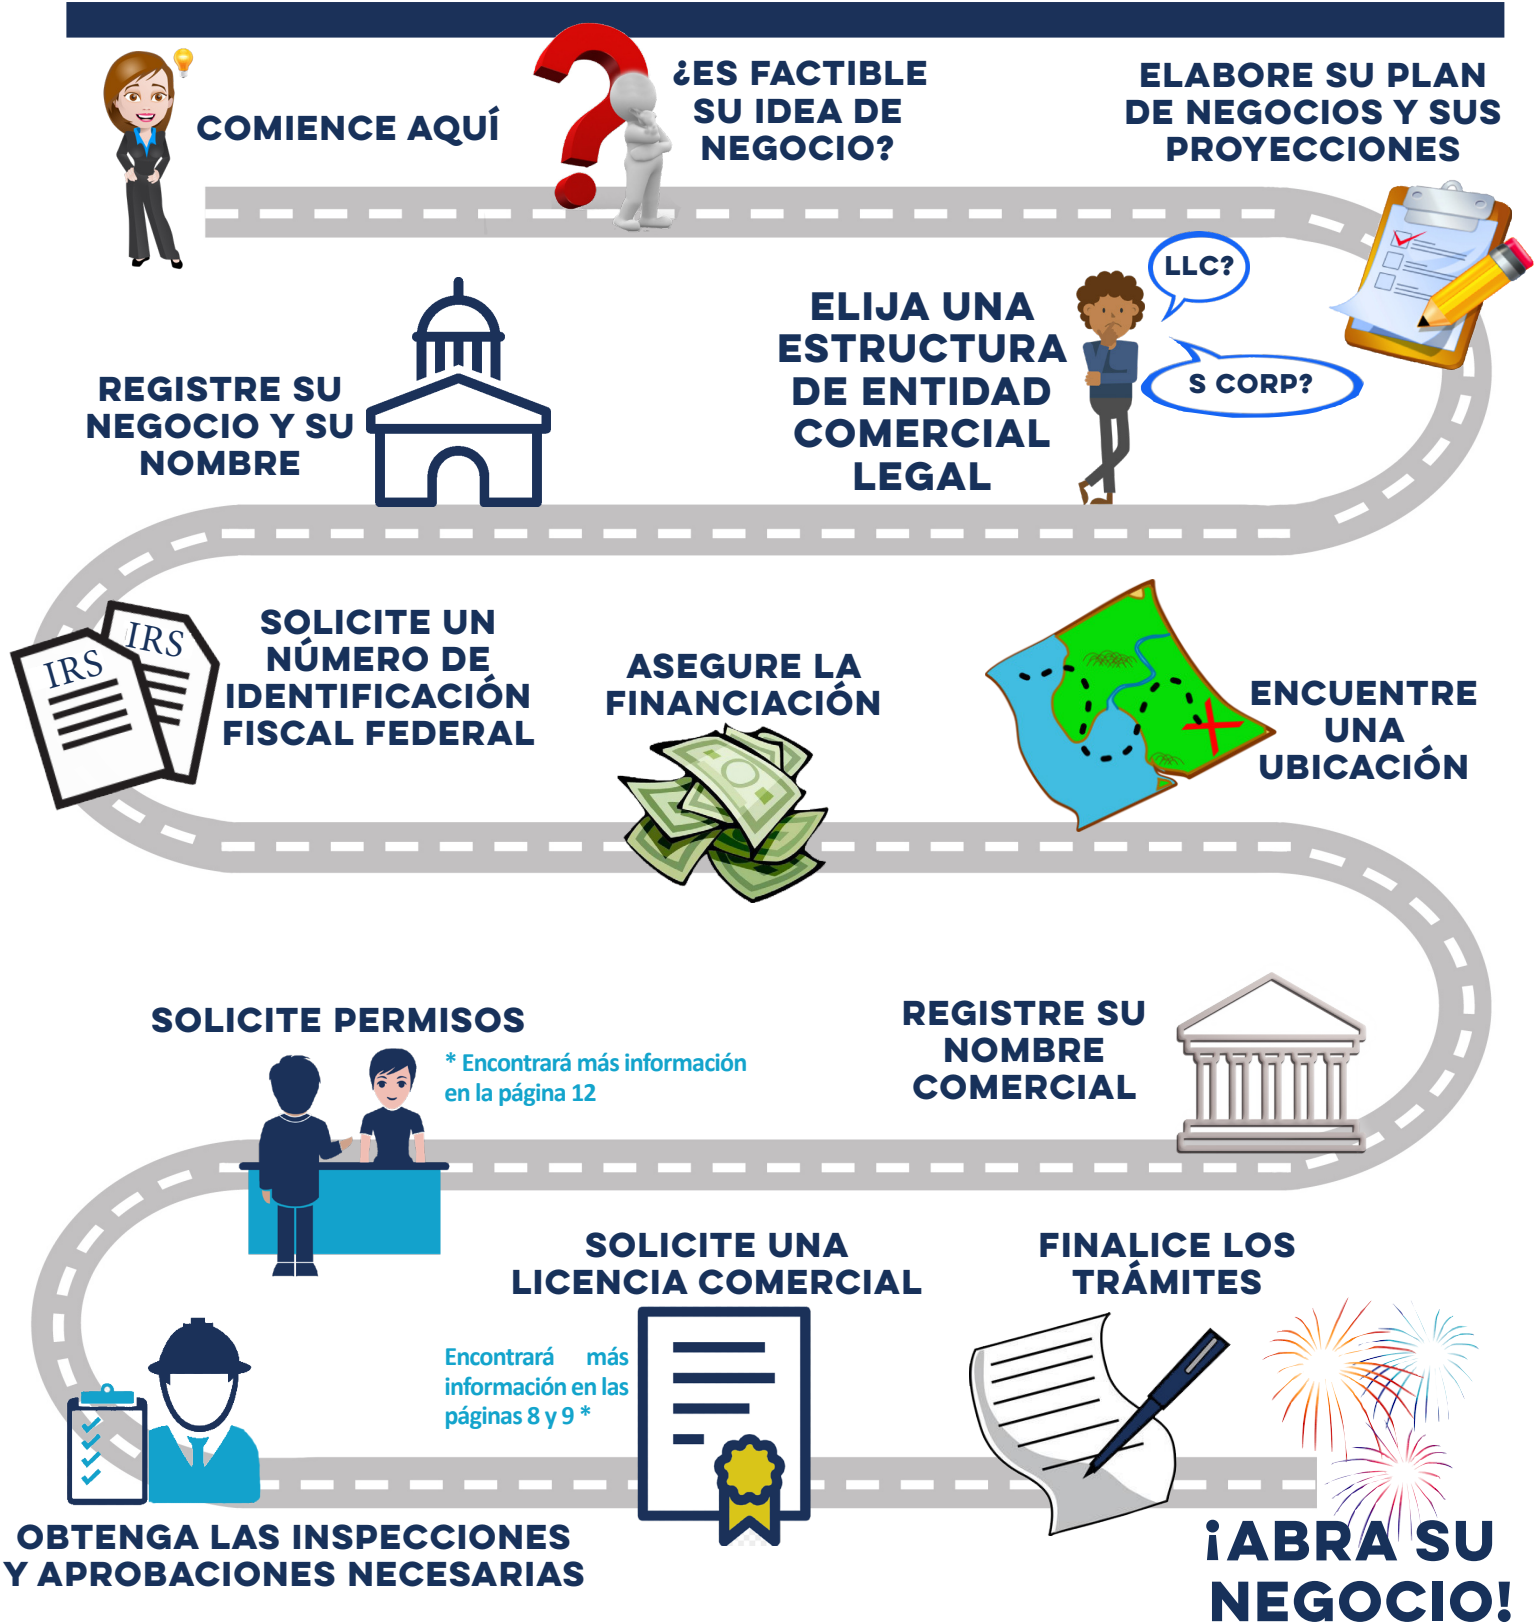 COMIENCE AQUÍ
¿ES FACTIBLE
SU IDEA DE
NEGOCIO?
ELABORE SU PLAN
DE NEGOCIOS Y SUS
PROYECCIONES
LLC?
S CORP?
ELIJA UNA
ESTRUCTURA
DE ENTIDAD
COMERCIAL
LEGAL
REGISTRE SU
NEGOCIO Y SU
NOMBRE
IRS
IRS
SOLICITE UN
NÚMERO DE
IDENTIFICACIÓN
FISCAL FEDERAL
ASEGURE LA
FINANCIACIÓN
ENCUENTRE
UNA
UBICACIÓN
REGISTRE SU
NOMBRE
COMERCIAL
SOLICITE PERMISOS
* Encontrará más información
en la página 12
OBTENGA LAS INSPECCIONES
Y APROBACIONES NECESARIAS
SOLICITE UNA
LICENCIA COMERCIAL
Encontrará más
información en las
páginas 8 y 9 *
FINALICE LOS
TRÁMITES
¡ABRA SU
NEGOCIO!